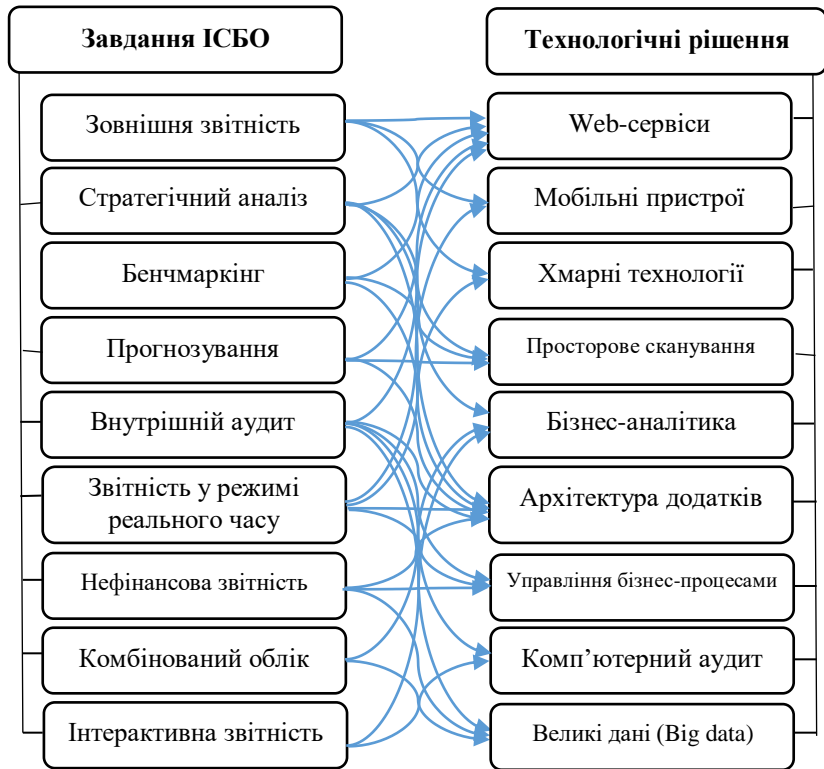 Завдання ІСБО
Зовнішня звітність
Стратегічний аналіз
Бенчмаркінг
Прогнозування
Внутрішній аудит
Звітність у режимі
реального часу
Нефінансова звітність
Комбінований облік
Інтерактивна звітність
Технологічні рішення
Web-сервіси
Мобільні пристрої
Хмарні технології
Просторове сканування
Бізнес-аналітика
Архітектура додатків
Управління бізнес-процесами
Комп’ютерний аудит
Великі дані (Big data)